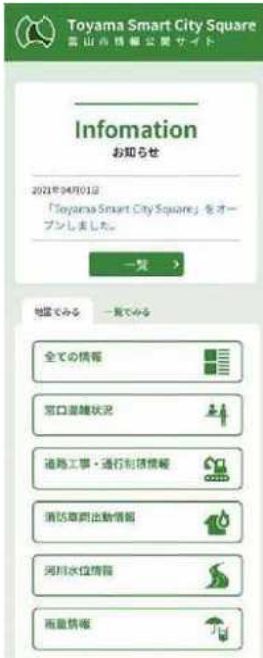 Toyama Smart City Square
富山の情報公開サイト
Infomation
お知らせ
2021年04月01日
「Toyama Smart City Square」をオー
プンしました。
一覧
地図でみる 一覧でみる
全ての情報
窓口混雑状況
道路工事・通行制限情報
消防車両出動情報
河川水位情報
雨量情報